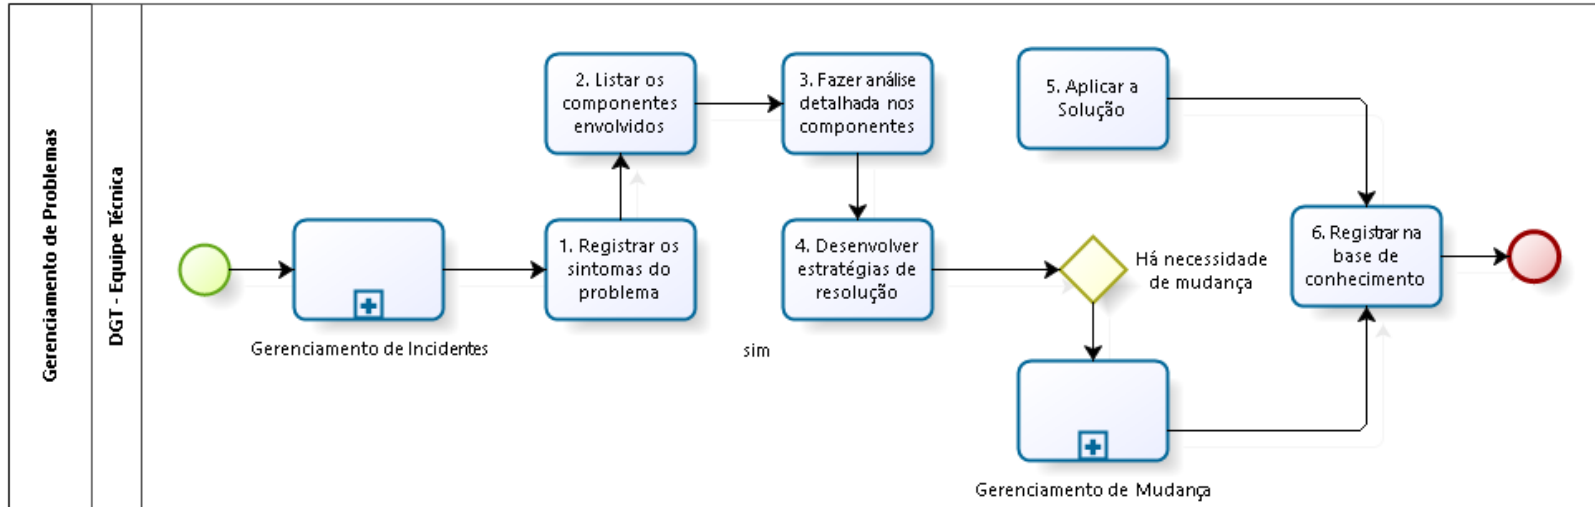 Gerenciamento de Problemas
DGT - Equipe Técnica
Gerenciamento de Incidentes
1. Registrar os
sintomas do
problema
2. Listar os
componentes
envolvidos
3. Fazer análise
detalhada nos
componentes
4. Desenvolver
estratégias de
resolução
sim
Há necessidade
de mudança
Gerenciamento de Mudança
5. Aplicar a
Solução
6. Registrar na
base de
conhecimento